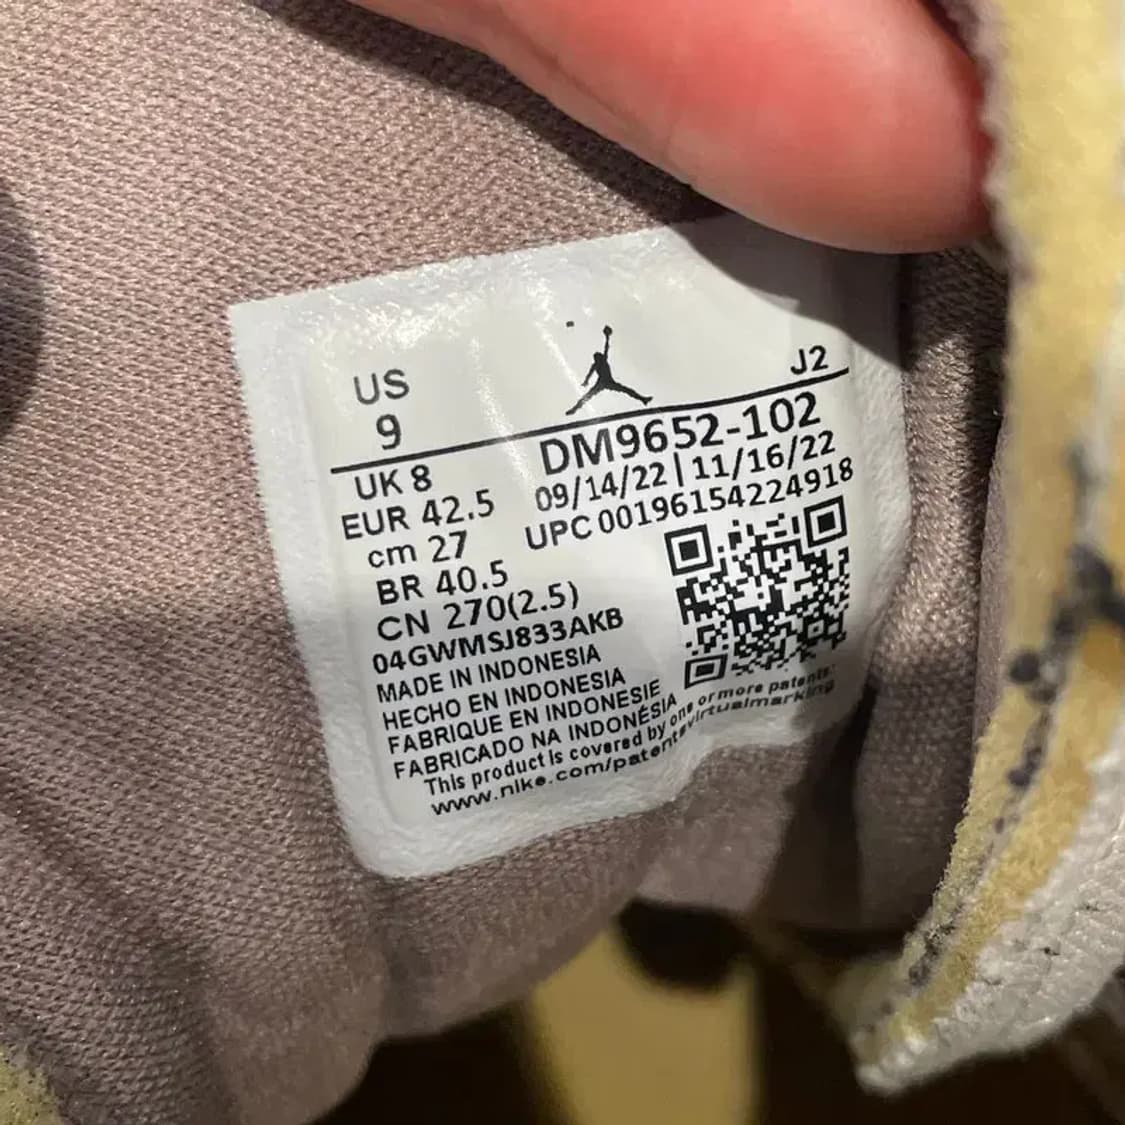 US
9
J2
UK 8
EUR 42.5
cm 27
BR 40.5
CN 270(2.5)
DM9652-102
09/14/22 | 11/16/22
UPC 00196154224918
04GWMSJ833AKB
MADE IN INDONESIA
HECHO EN INDONESIA
FABRIQUE EN INDONESIE
FABRICADO NA INDONÉSIA
This product is covered by one or more patents:
www.nike.com/patentsvirtualmarking